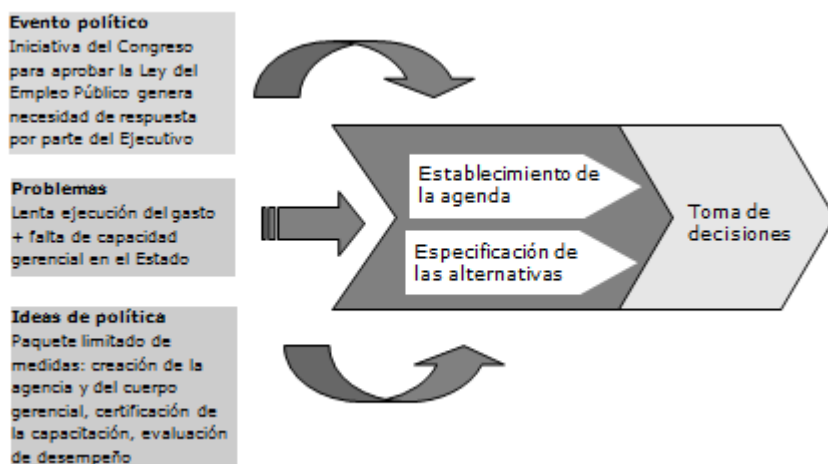 Evento político
Iniciativa del Congreso
para aprobar la Ley del
Empleo Público genera
necesidad de respuesta
por parte del Ejecutivo
Problemas
Lenta ejecución del gasto
+ falta de capacidad
gerencial en el Estado
Ideas de política
Paquete limitado de
medidas: creación de la
agencia y del cuerpo
gerencial, certificación de
la capacitación, evaluación
de desempeño
Establecimiento de
la agenda
Especificación de
las alternativas
Toma de
decisiones